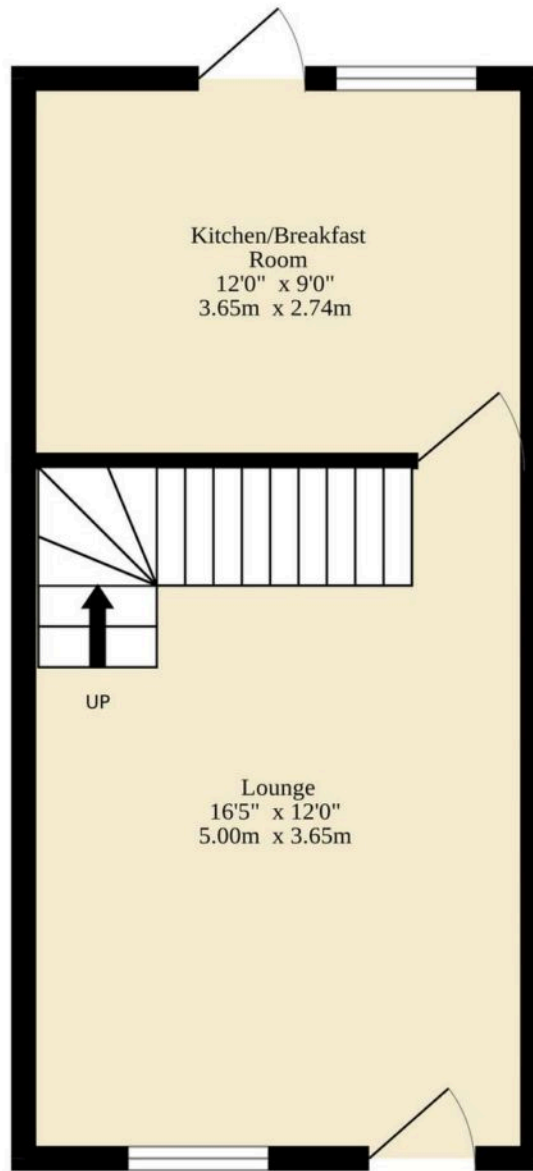 Kitchen/Breakfast
Room
12'0" x 9'0"
3.65m x 2.74m
UP
Lounge
16'5" x 12'0"
5.00m x 3.65m